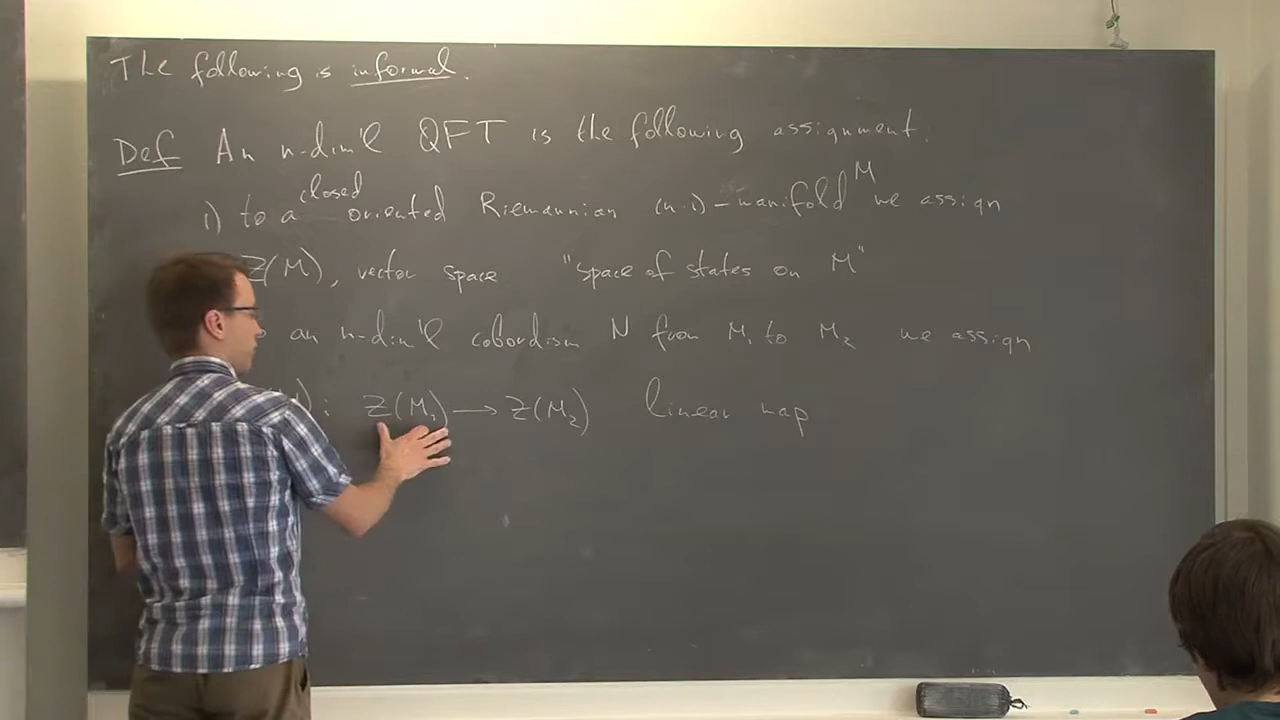 The following is informal.
Def An n-dim'l QFT is the following assignment:
1) to a closed oriented Riemannian (n-1)-manifold M we assign
Z(M), vector space "space of states on M"
an n-dim'l cobordism N from M₁ to M₂ we assign
): Z(M₁) → Z(M₂) linear map